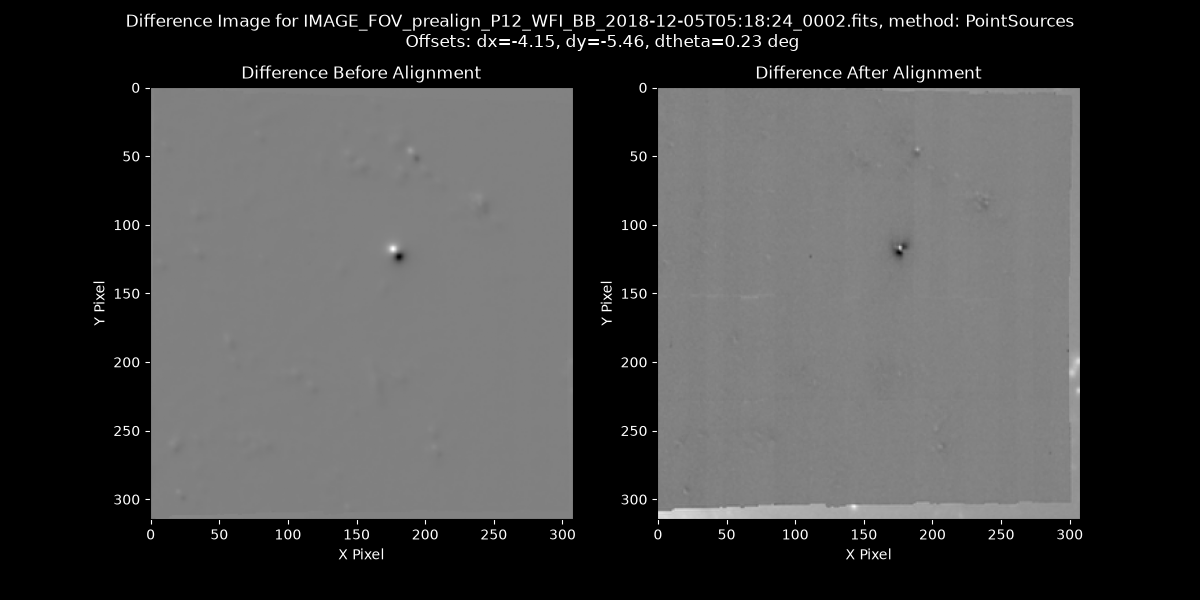 Difference Image for IMAGE_FOV_prealign_P12_WFI_BB_2018-12-05T05:18:24_0002.fits, method: PointSources
Offsets: dx=-4.15, dy=-5.46, dtheta=0.23 deg
Difference Before Alignment
0
50
100
150
200
250
300
Y Pixel
0 50 100 150 200 250 300
X Pixel
Difference After Alignment
0
50
100
150
200
250
300
Y Pixel
0 50 100 150 200 250 300
X Pixel